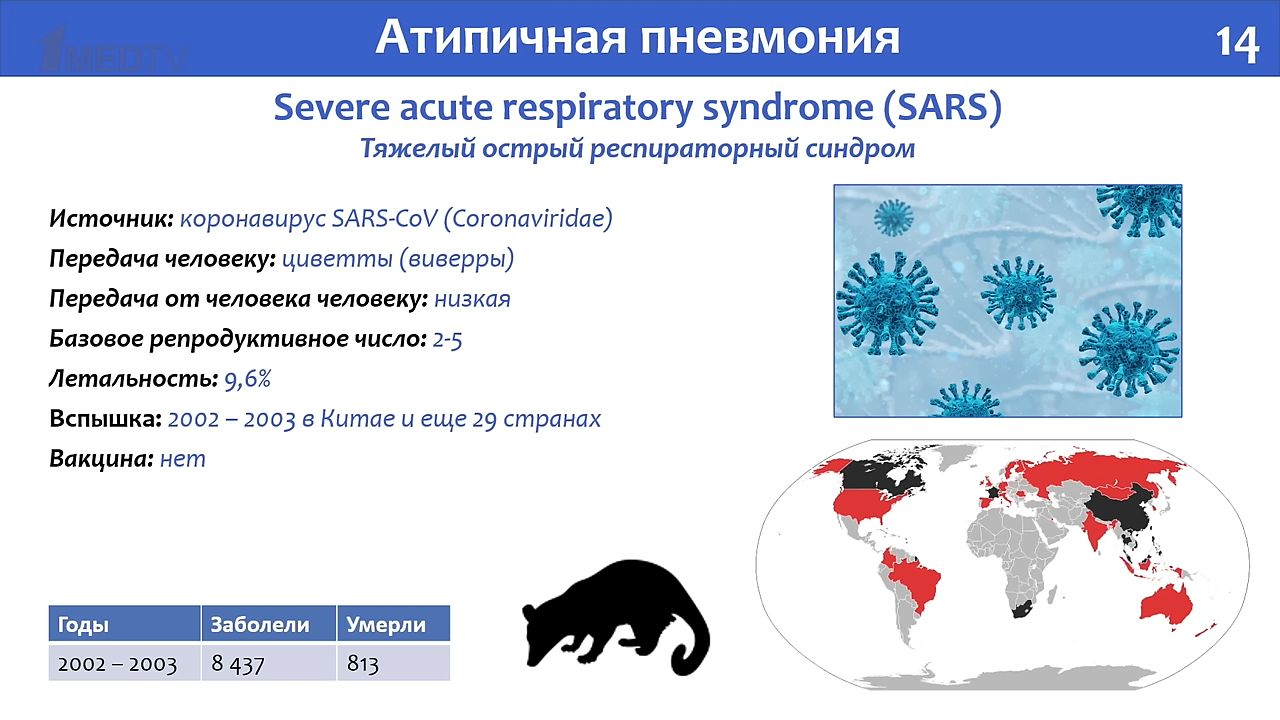 Атипичная пневмония
14
1MEDTV
Severe acute respiratory syndrome (SARS)
Тяжелый острый респираторный синдром
Источник: коронавирус SARS-CoV (Coronaviridae)
Передача человеку: циветты (виверры)
Передача от человека человеку: низкая
Базовое репродуктивное число: 2-5
Летальность: 9,6%
Вспышка: 2002 – 2003 в Китае и еще 29 странах
Вакцина: нет
Годы Заболели Умерли
2002 – 2003 8 437 813